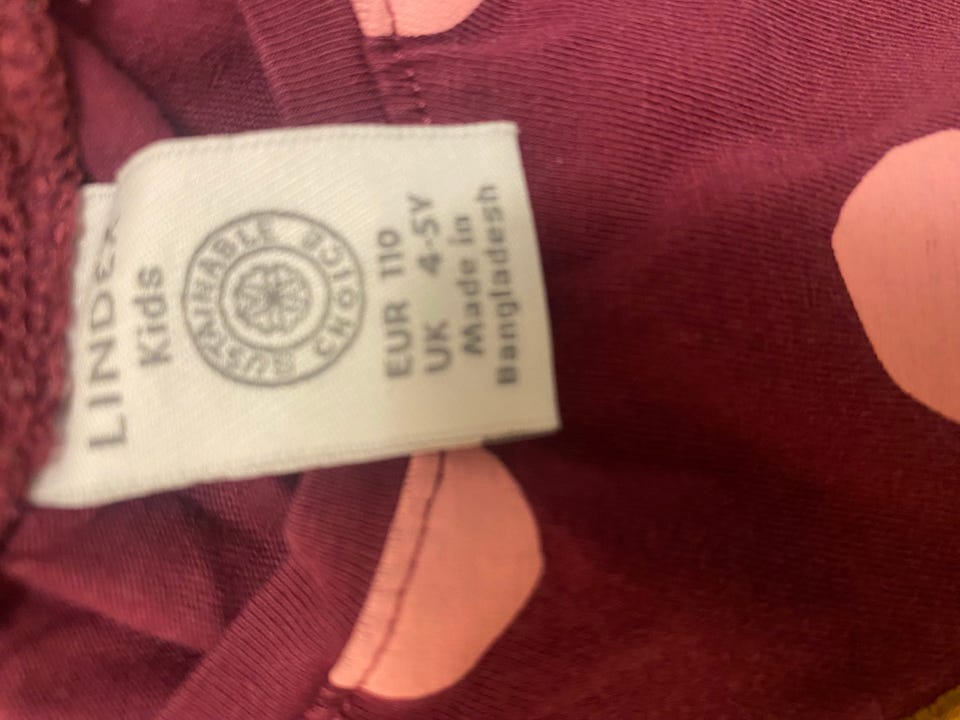 LINDEX
Kids
SUSTAINABLE CHOICE
EUR 110
UK 4-5Y
Made in
Bangladesh